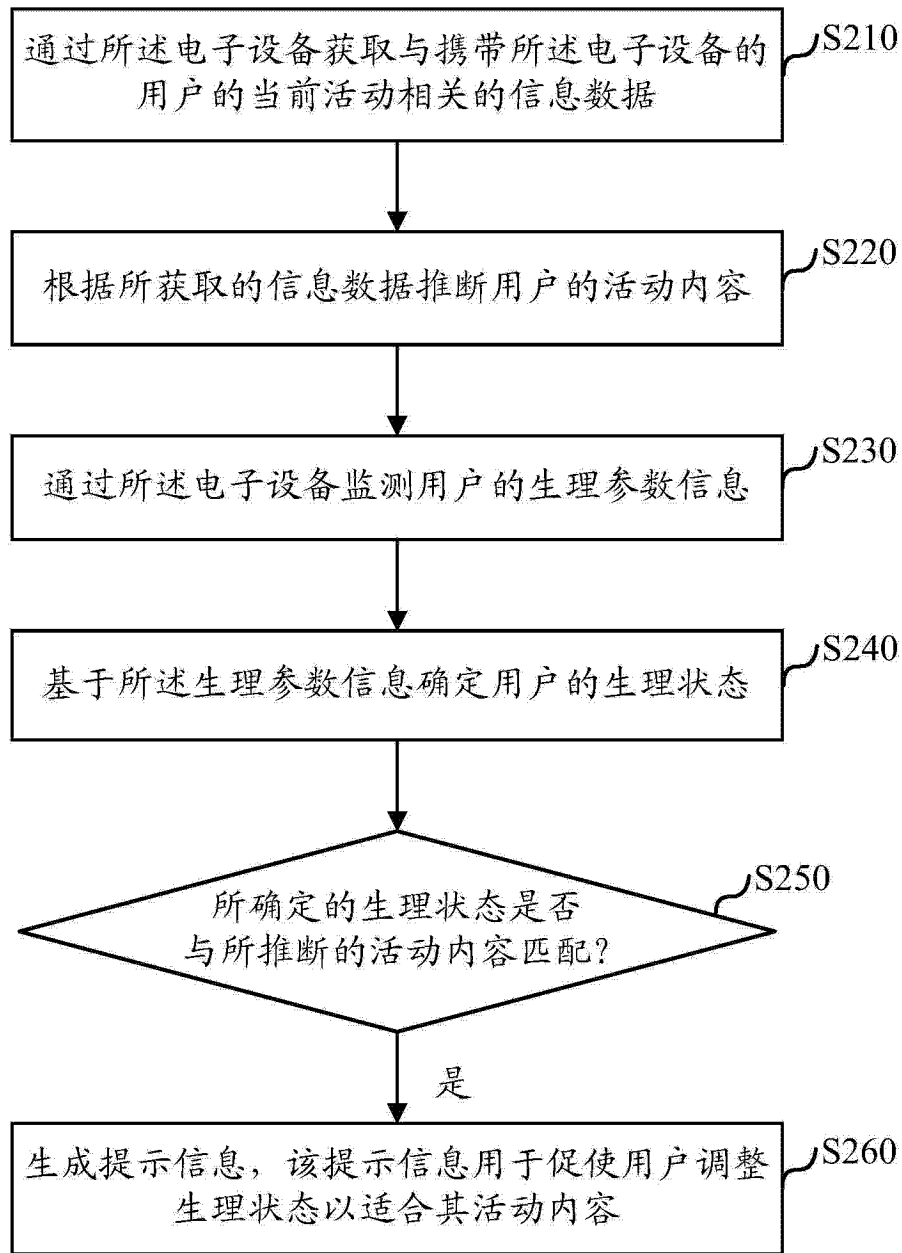 通过所述电子设备获取与携带所述电子设备的
用户的当前活动相关的信息数据
S210
根据所获取的信息数据推断用户的活动内容
S220
通过所述电子设备监测用户的生理参数信息
S230
基于所述生理参数信息确定用户的生理状态
S240
所确定的生理状态是否
与所推断的活动内容匹配?
S250
是
生成提示信息，该提示信息用于促使用户调整
生理状态以适合其活动内容
S260